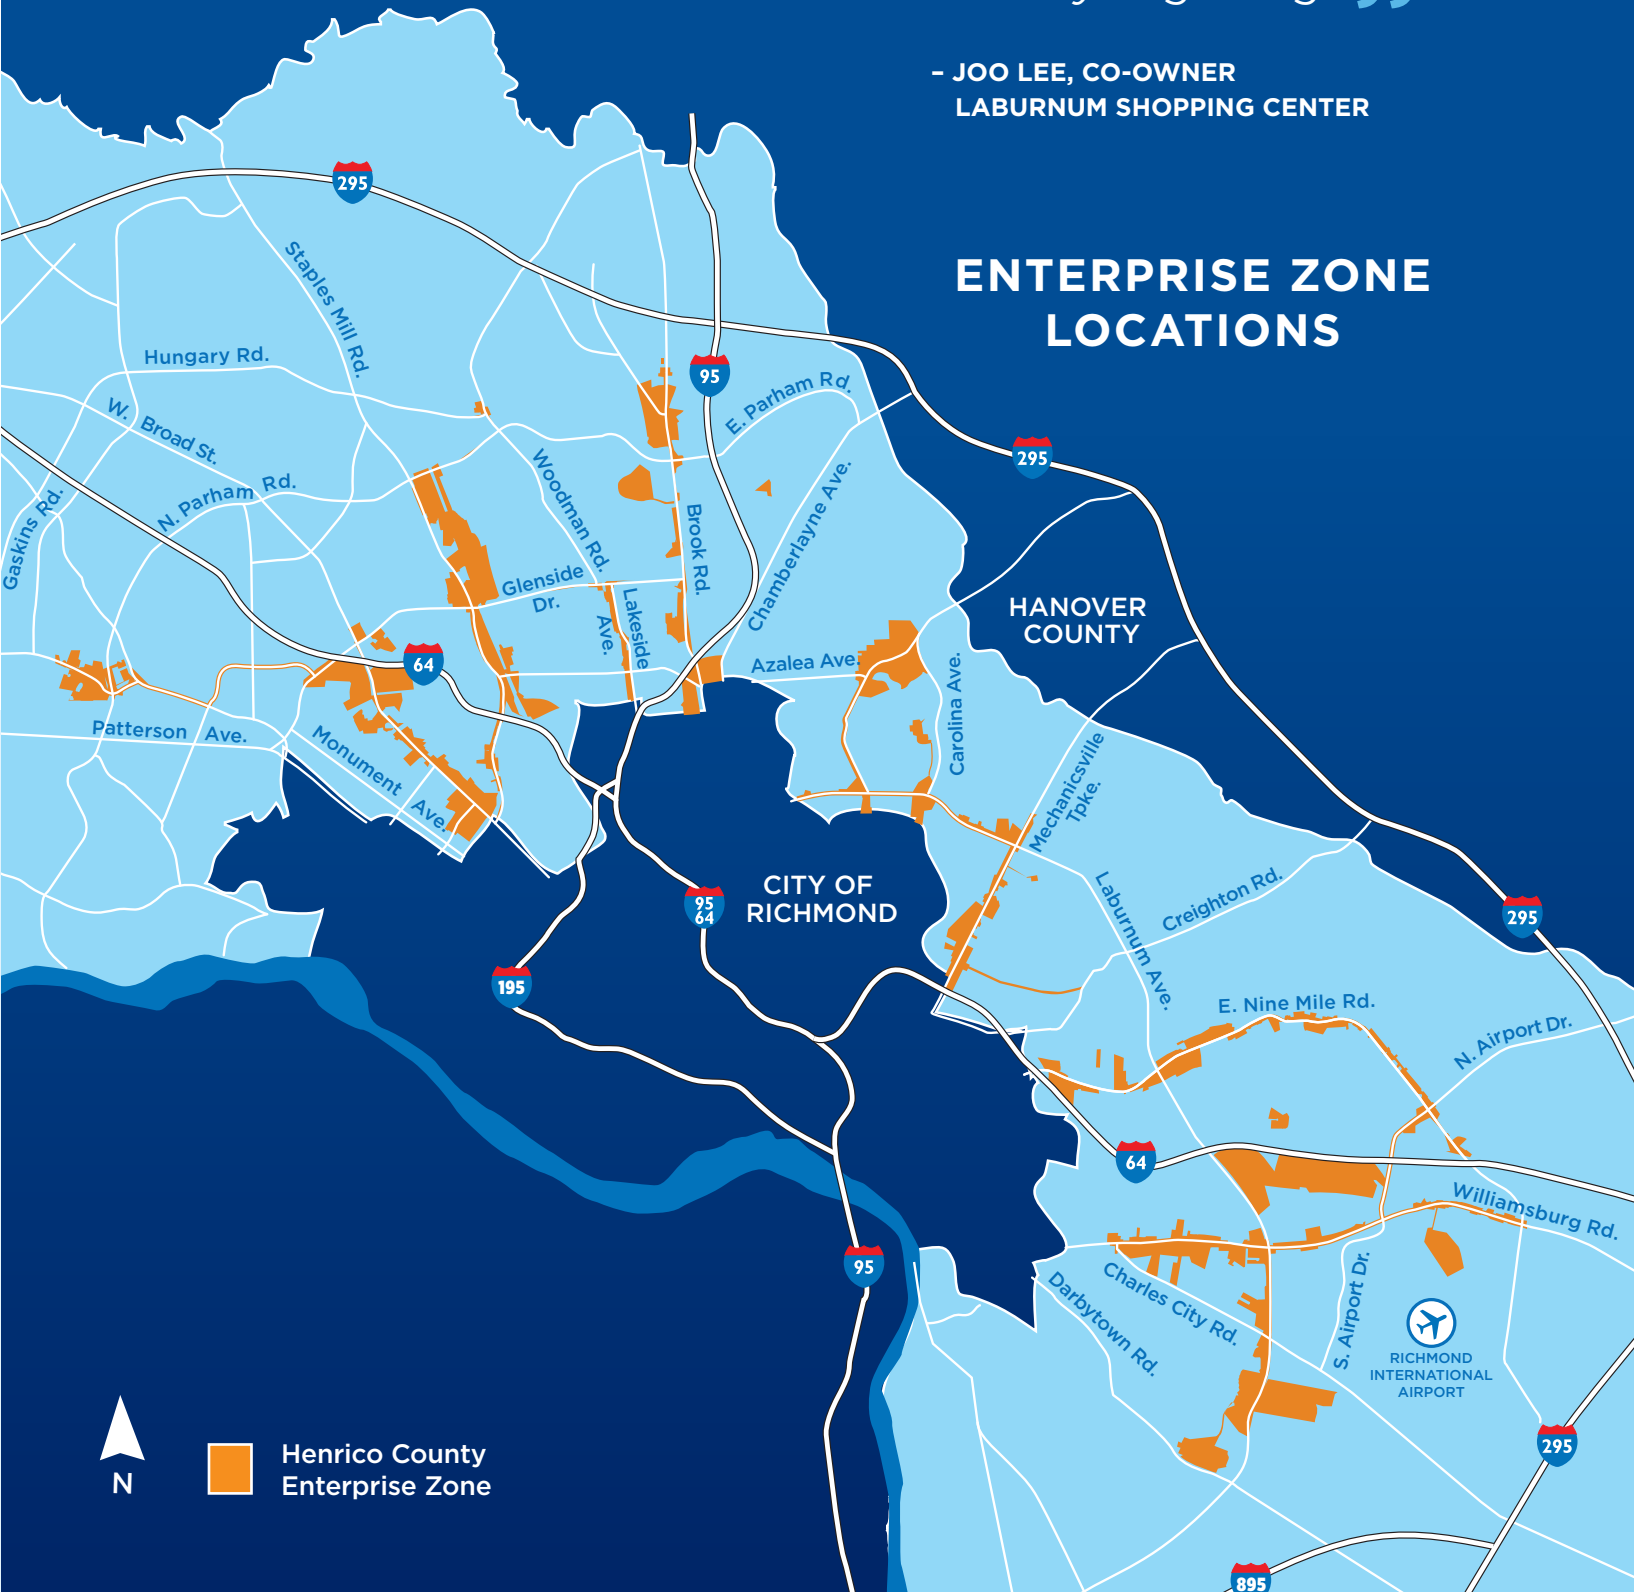 – JOO LEE, CO-OWNER
LABURNUM SHOPPING CENTER
ENTERPRISE ZONE
LOCATIONS
295
Staples Mill Rd.
Hungary Rd.
95
E. Parham Rd.
W. Broad St.
295
Gaskins Rd.
N. Parham Rd.
Woodman Rd.
Brook Rd.
Chamberlayne Ave.
Glenside
Dr.
Lakeside
Ave.
HANOVER
COUNTY
64
Azalea Ave.
Carolina Ave.
Patterson Ave.
Monument Ave.
Mechanicsville
Tpke.
CITY OF
RICHMOND
95
64
Laburnum Ave.
Creighton Rd.
295
195
E. Nine Mile Rd.
N. Airport Dr.
64
Williamsburg Rd.
95
Charles City Rd.
Darbytown Rd.
S. Airport Dr.
RICHMOND
INTERNATIONAL
AIRPORT
295
N
Henrico County
Enterprise Zone
895